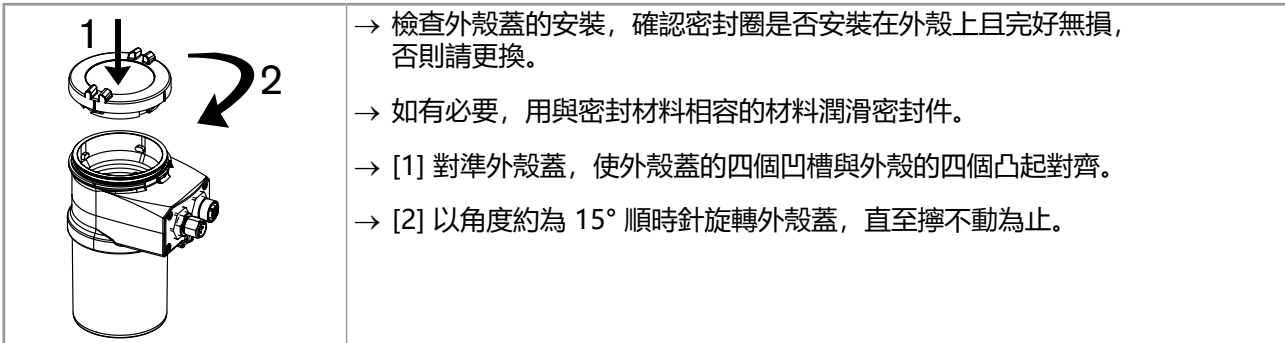 1
2
→ 檢查外殼蓋的安裝，確認密封圈是否安裝在外殼上且完好無損，
否則請更換。
→ 如有必要，用與密封材料相容的材料潤滑密封件。
→ [1] 對準外殼蓋，使外殼蓋的四個凹槽與外殼的四個凸起對齊。
→ [2] 以角度約為 15° 順時針旋轉外殼蓋，直至擰不動為止。